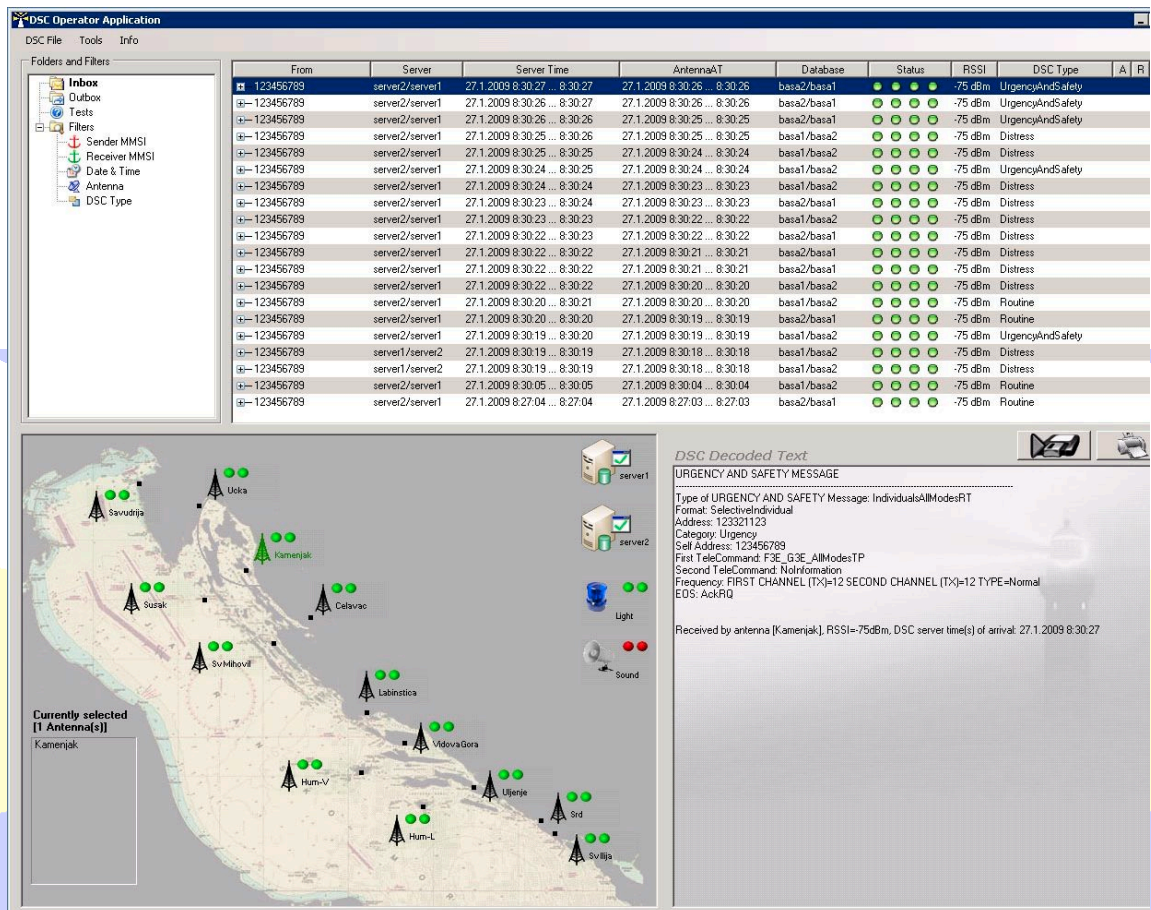 DSC Operator Application
DSC File Tools Info
Folders and Filters
Inbox
Outbox
Tests
Filters
Sender MMSI
Receiver MMSI
Date & Time
Antenna
DSC Type
From Server Server Time AntennaAT Database Status RSSI DSC Type A R
123456789 server2/server1 27.1.2009 8:30:27 ... 8:30:27 27.1.2009 8:30:26 ... 8:30:26 basa2/basa1 -75 dBm UrgencyAndSafety
123456789 server2/server1 27.1.2009 8:30:26 ... 8:30:27 27.1.2009 8:30:26 ... 8:30:26 basa2/basa1 -75 dBm UrgencyAndSafety
123456789 server2/server1 27.1.2009 8:30:26 ... 8:30:26 27.1.2009 8:30:25 ... 8:30:25 basa2/basa1 -75 dBm UrgencyAndSafety
123456789 server2/server1 27.1.2009 8:30:25 ... 8:30:26 27.1.2009 8:30:25 ... 8:30:25 basa1/basa2 -75 dBm Distress
123456789 server2/server1 27.1.2009 8:30:25 ... 8:30:25 27.1.2009 8:30:24 ... 8:30:24 basa1/basa2 -75 dBm Distress
123456789 server2/server1 27.1.2009 8:30:24 ... 8:30:25 27.1.2009 8:30:24 ... 8:30:24 basa1/basa2 -75 dBm UrgencyAndSafety
123456789 server2/server1 27.1.2009 8:30:24 ... 8:30:24 27.1.2009 8:30:23 ... 8:30:23 basa2/basa1 -75 dBm Distress
123456789 server2/server1 27.1.2009 8:30:23 ... 8:30:24 27.1.2009 8:30:23 ... 8:30:23 basa1/basa2 -75 dBm Distress
123456789 server2/server1 27.1.2009 8:30:23 ... 8:30:23 27.1.2009 8:30:22 ... 8:30:22 basa1/basa2 -75 dBm Distress
123456789 server2/server1 27.1.2009 8:30:22 ... 8:30:23 27.1.2009 8:30:22 ... 8:30:22 basa2/basa1 -75 dBm Distress
123456789 server2/server1 27.1.2009 8:30:22 ... 8:30:22 27.1.2009 8:30:21 ... 8:30:21 basa2/basa1 -75 dBm Distress
123456789 server2/server1 27.1.2009 8:30:22 ... 8:30:22 27.1.2009 8:30:21 ... 8:30:21 basa2/basa1 -75 dBm Distress
123456789 server2/server1 27.1.2009 8:30:22 ... 8:30:22 27.1.2009 8:30:20 ... 8:30:20 basa1/basa2 -75 dBm Distress
123456789 server2/server1 27.1.2009 8:30:20 ... 8:30:21 27.1.2009 8:30:20 ... 8:30:20 basa1/basa2 -75 dBm Routine
123456789 server2/server1 27.1.2009 8:30:20 ... 8:30:20 27.1.2009 8:30:19 ... 8:30:19 basa1/basa2 -75 dBm Routine
123456789 server2/server1 27.1.2009 8:30:19 ... 8:30:20 27.1.2009 8:30:19 ... 8:30:19 basa1/basa2 -75 dBm UrgencyAndSafety
123456789 server1/server2 27.1.2009 8:30:19 ... 8:30:19 27.1.2009 8:30:18 ... 8:30:18 basa1/basa2 -75 dBm Distress
123456789 server1/server2 27.1.2009 8:30:19 ... 8:30:19 27.1.2009 8:30:18 ... 8:30:18 basa1/basa2 -75 dBm Distress
123456789 server2/server1 27.1.2009 8:30:05 ... 8:30:05 27.1.2009 8:30:04 ... 8:30:04 basa1/basa2 -75 dBm Routine
123456789 server2/server1 27.1.2009 8:27:04 ... 8:27:04 27.1.2009 8:27:03 ... 8:27:03 basa2/basa1 -75 dBm Routine
Ucka
Savudrija
Kamenjak
Susak
Celavac
Sv Mihovil
Labinstica
Vidova Gora
Hum-V
Uljenje
Srd
Hum-L
Sv Ilija
server1
server2
Light
Sound
Currently selected
[1 Antenna(s)]
Kamenjak
DSC Decoded Text
URGENCY AND SAFETY MESSAGE
Type of URGENCY AND SAFETY Message: IndividualsAllModesRT
Format: SelectiveIndividual
Address: 123321123
Category: Urgency
Self Address: 123456789
First TeleCommand: F3E_G3E_AllModesTP
Second TeleCommand: NoInformation
Frequency: FIRST CHANNEL (TX)=12 SECOND CHANNEL (TX)=12 TYPE=Normal
EOS: AckRQ
Received by antenna [Kamenjak], RSSI=-75dBm, DSC server time(s) of arrival: 27.1.2009 8:30:27